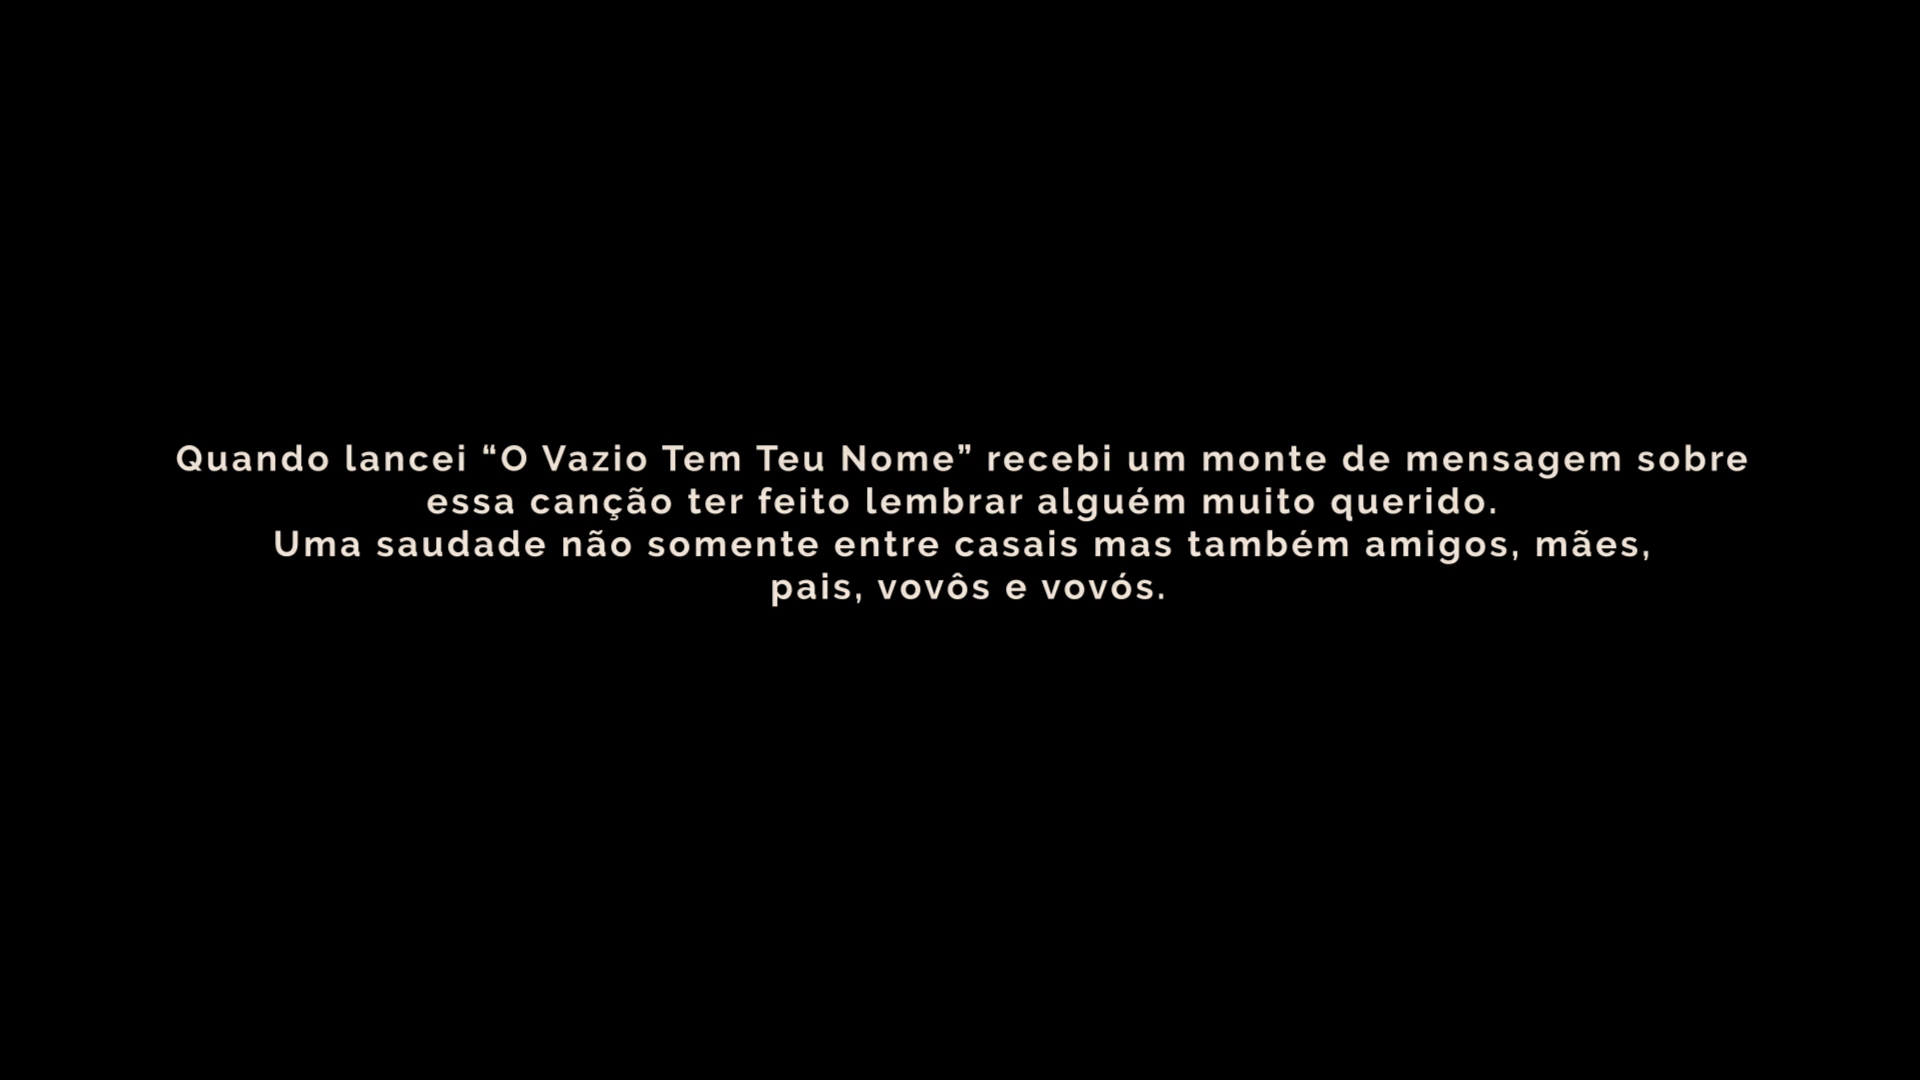 Quando lancei “O Vazio Tem Teu Nome” recebi um monte de mensagem sobre
essa canção ter feito lembrar alguém muito querido.
Uma saudade não somente entre casais mas também amigos, mães,
pais, vovôs e vovós.